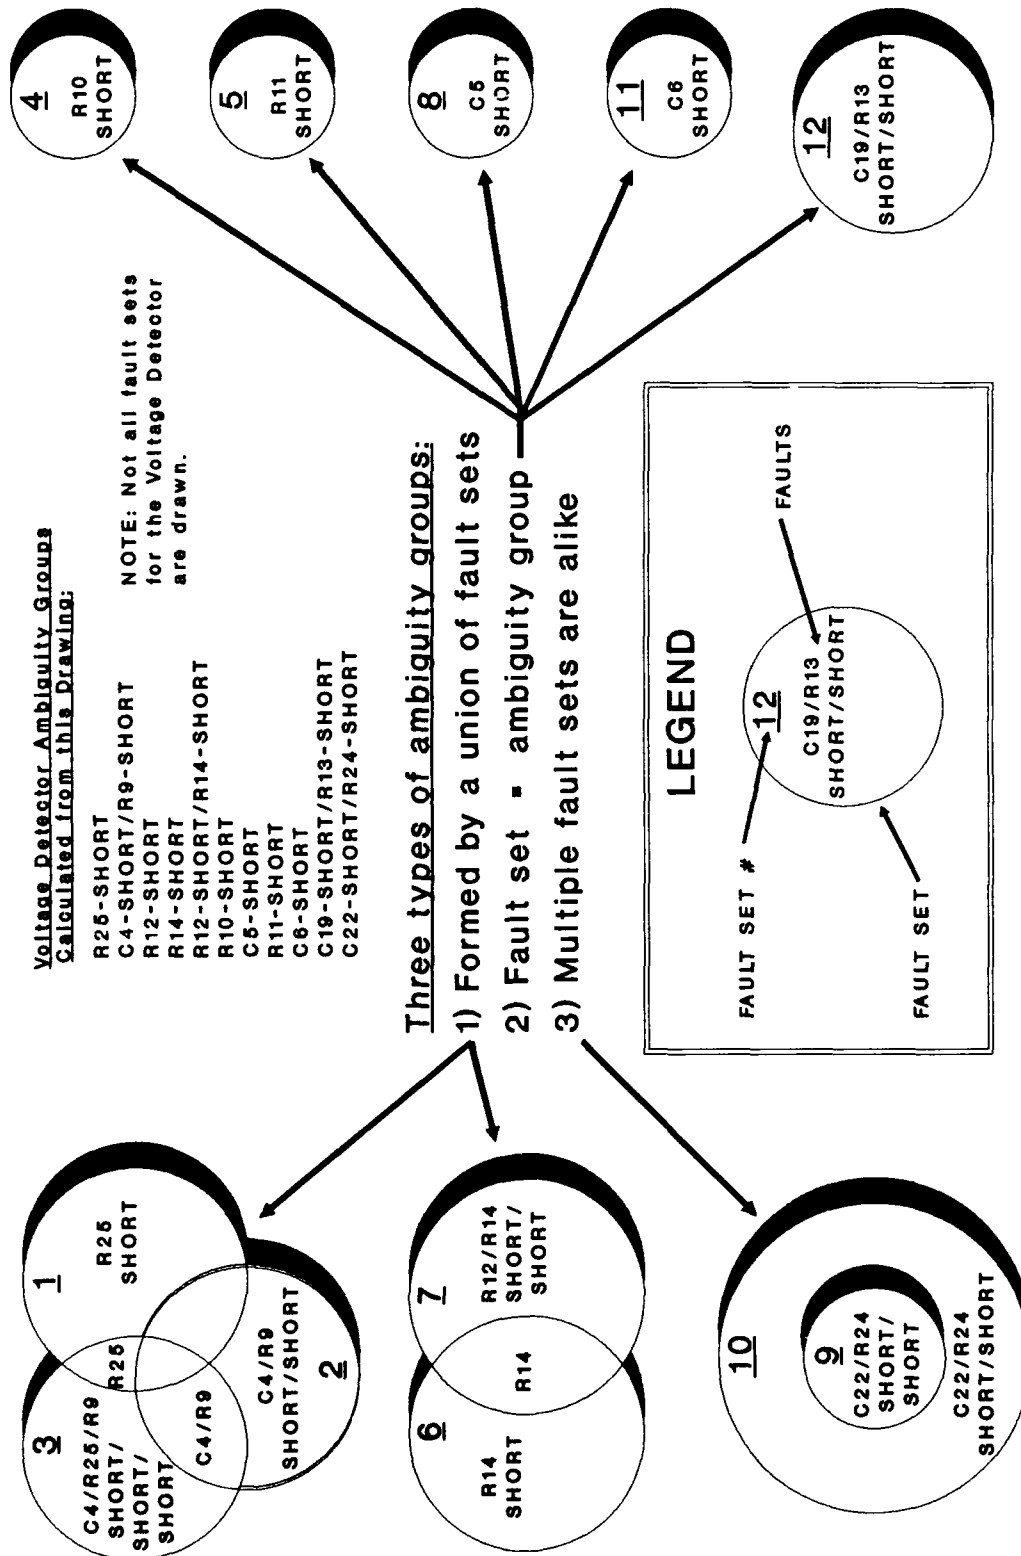 Voltage Detector Ambiguity Groups
Calculated from this Drawing:
R25-SHORT
C4-SHORT/R9-SHORT
R12-SHORT
R14-SHORT
R12-SHORT/R14-SHORT
R10-SHORT
C5-SHORT
R11-SHORT
C6-SHORT
C19-SHORT/R13-SHORT
C22-SHORT/R24-SHORT
NOTE: Not all fault sets
for the Voltage Detector
are drawn.
3
C4/R25/R9
SHORT/
SHORT/
SHORT
R25
C4/R9
1
R25
SHORT
C4/R9
SHORT/SHORT
2
6
R14
SHORT
R14
7
R12/R14
SHORT/
SHORT
10
9
C22/R24
SHORT/
SHORT
C22/R24
SHORT/SHORT
Three types of ambiguity groups:
1) Formed by a union of fault sets
2) Fault set = ambiguity group
3) Multiple fault sets are alike
4
R10
SHORT
5
R11
SHORT
8
C5
SHORT
11
C6
SHORT
12
C19/R13
SHORT/SHORT
LEGEND
FAULT SET #
12
C19/R13
SHORT/SHORT
FAULTS
FAULT SET